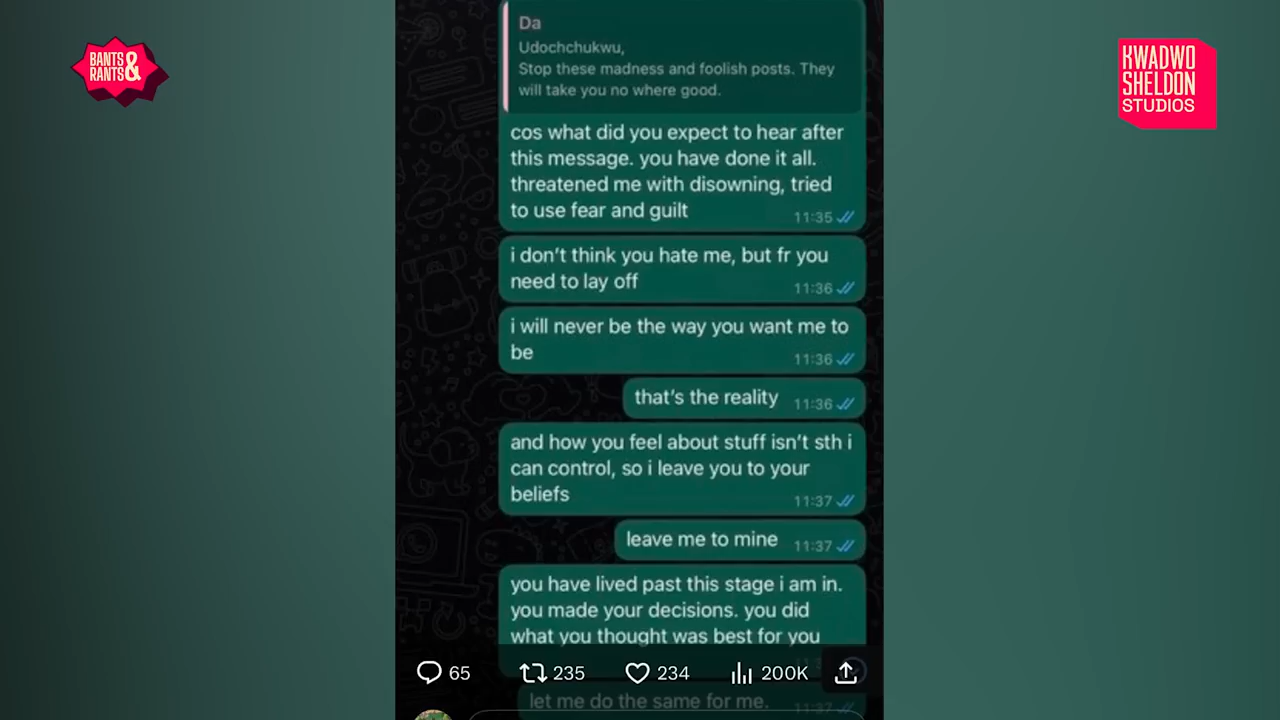 BANTS
& RANTS
KWADWO
SHELDON
STUDIOS
Da
Udochchukwu,
Stop these madness and foolish posts. They
will take you no where good.
cos what did you expect to hear after
this message. you have done it all.
threatened me with disowning, tried
to use fear and guilt
11:35
i don't think you hate me, but fr you
need to lay off
11:36
i will never be the way you want me to
be
11:36
that's the reality
11:36
and how you feel about stuff isn't sth i
can control, so i leave you to your
beliefs
11:37
leave me to mine
11:37
you have lived past this stage i am in.
you made your decisions. you did
what you thought was best for you
65 235 234 200K
let me do the same for me.
11:37